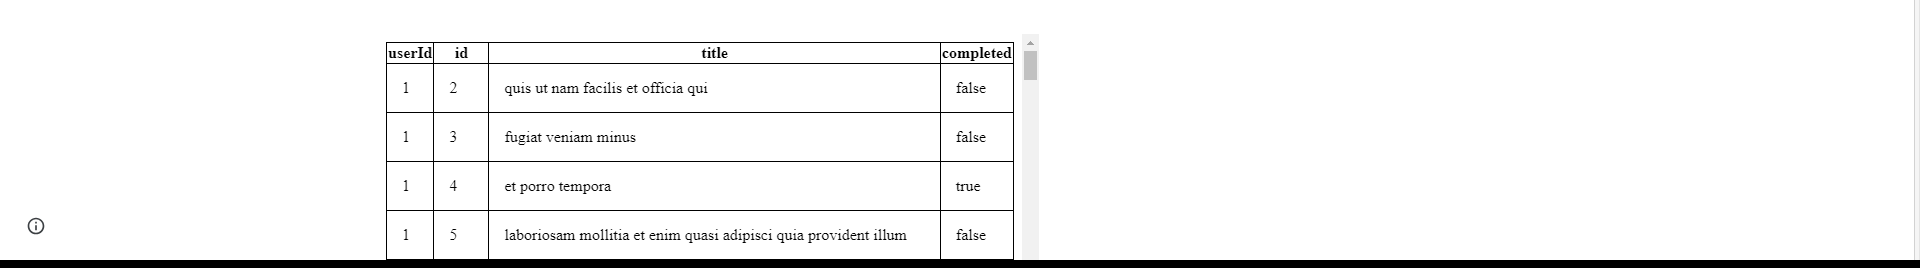 userId id title completed
1 2 quis ut nam facilis et officia qui false
1 3 fugiat veniam minus false
1 4 et porro tempora true
1 5 laboriosam mollitia et enim quasi adipisci quia provident illum false